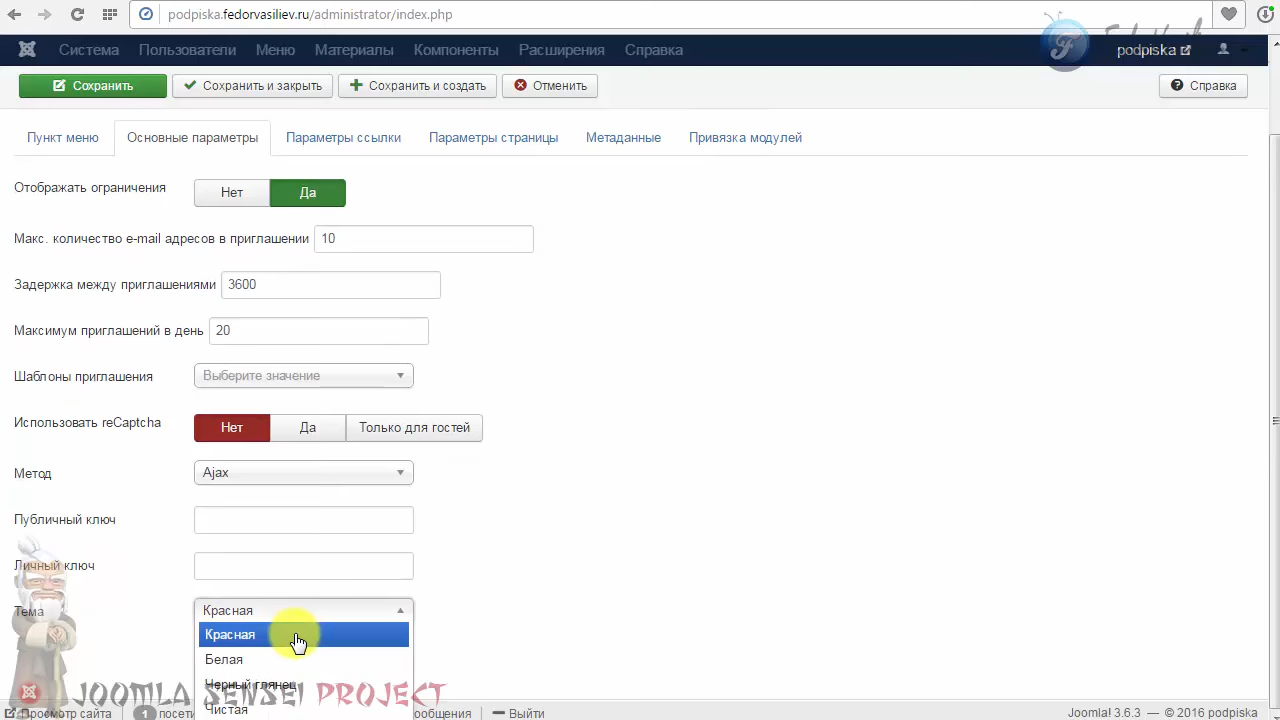 podpiska.fedorvasiliev.ru/administrator/index.php
Система Пользователи Меню Материалы Компоненты Расширения Справка podpiska
Сохранить Сохранить и закрыть Сохранить и создать Отменить Справка
Пункт меню Основные параметры Параметры ссылки Параметры страницы Метаданные Привязка модулей
Отображать ограничения Нет Да
Макс. количество e-mail адресов в приглашении 10
Задержка между приглашениями 3600
Максимум приглашений в день 20
Шаблоны приглашения Выберите значение
Использовать reCaptcha Нет Да Только для гостей
Метод Ajax
Публичный ключ
Личный ключ
Тема Красная
Красная
Белая
Черный глянец
JOOMLA SENSEI PROJECT
Чистая
Просмотр сайта 1 Выйти Joomla! 3.6.3 — © 2016 podpiska